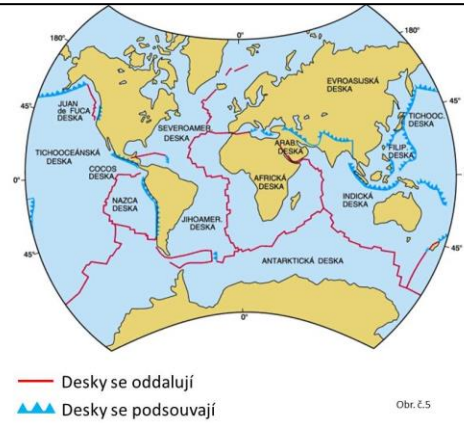 180°
0°
180°
EVROASIJSKÁ
DESKA
45°
JUAN
de FUCA
DESKA
SEVEROAMER.
DESKA
ARAB.
DESKA
TICHOOC.
DESKA
FILIP.
DESKA
45°
TICHOOCEÁNSKÁ
DESKA
COCOS
DESKA
AFRICKÁ
DESKA
0°
0°
NAZCA
DESKA
JIHOAMER.
DESKA
INDICKÁ
DESKA
45°
ANTARKTICKÁ DESKA
45°
0°
Desky se oddalují
Desky se podsouvají
Obr. č.5